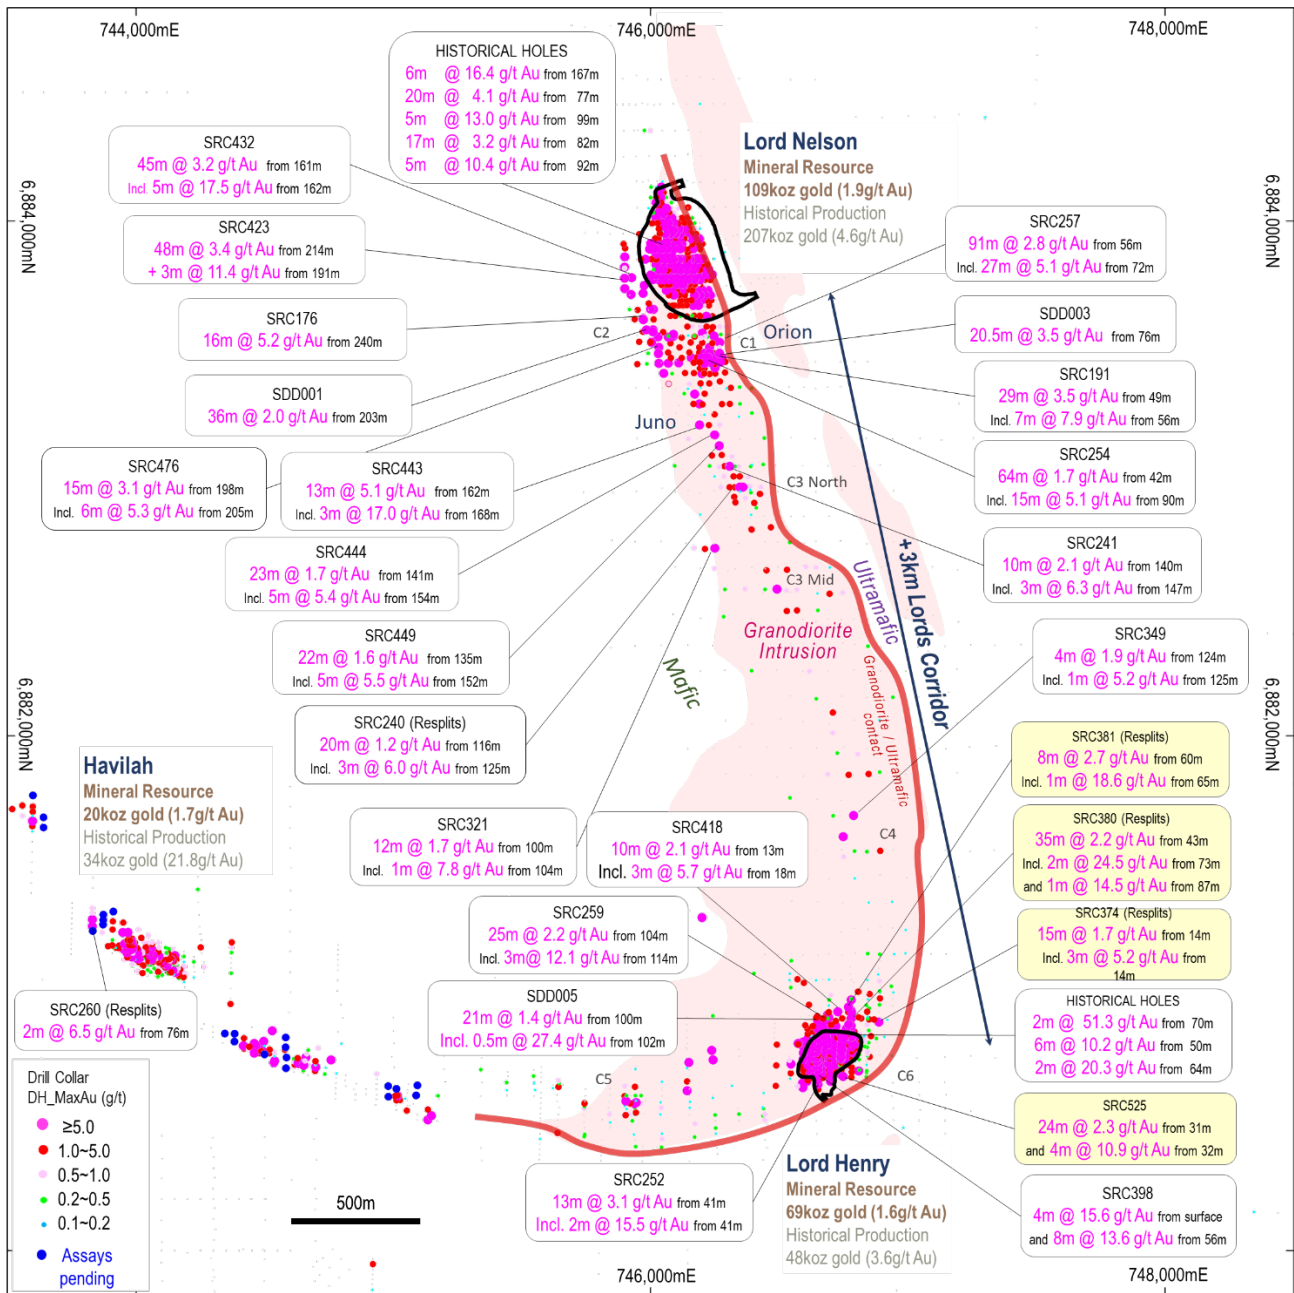 744,000mE
746,000mE
748,000mE
HISTORICAL HOLES
6m @ 16.4 g/t Au from 167m
20m @ 4.1 g/t Au from 77m
5m @ 13.0 g/t Au from 99m
17m @ 3.2 g/t Au from 82m
5m @ 10.4 g/t Au from 92m
SRC432
45m @ 3.2 g/t Au from 161m
Incl. 5m @ 17.5 g/t Au from 162m
Lord Nelson
Mineral Resource
109koz gold (1.9g/t Au)
Historical Production
207koz gold (4.6g/t Au)
6,884,000mN
6,884,000mN
SRC423
48m @ 3.4 g/t Au from 214m
+ 3m @ 11.4 g/t Au from 191m
SRC257
91m @ 2.8 g/t Au from 56m
Incl. 27m @ 5.1 g/t Au from 72m
SRC176
16m @ 5.2 g/t Au from 240m
C2
C1
Orion
SDD003
20.5m @ 3.5 g/t Au from 76m
SDD001
36m @ 2.0 g/t Au from 203m
SRC191
29m @ 3.5 g/t Au from 49m
Incl. 7m @ 7.9 g/t Au from 56m
Juno
SRC476
15m @ 3.1 g/t Au from 198m
Incl. 6m @ 5.3 g/t Au from 205m
SRC443
13m @ 5.1 g/t Au from 162m
Incl. 3m @ 17.0 g/t Au from 168m
C3 North
SRC254
64m @ 1.7 g/t Au from 42m
Incl. 15m @ 5.1 g/t Au from 90m
SRC444
23m @ 1.7 g/t Au from 141m
Incl. 5m @ 5.4 g/t Au from 154m
C3 Mid
Ultramafic
+3km Lords Corridor
SRC241
10m @ 2.1 g/t Au from 140m
Incl. 3m @ 6.3 g/t Au from 147m
SRC449
22m @ 1.6 g/t Au from 135m
Incl. 5m @ 5.5 g/t Au from 152m
Granodiorite
Intrusion
Mafic
Granodiorite / Ultramafic
contact
SRC349
4m @ 1.9 g/t Au from 124m
Incl. 1m @ 5.2 g/t Au from 125m
6,882,000mN
6,882,000mN
SRC240 (Resplits)
20m @ 1.2 g/t Au from 116m
Incl. 3m @ 6.0 g/t Au from 125m
SRC381 (Resplits)
8m @ 2.7 g/t Au from 60m
Incl. 1m @ 18.6 g/t Au from 65m
Havilah
Mineral Resource
20koz gold (1.7g/t Au)
Historical Production
34koz gold (21.8g/t Au)
SRC321
12m @ 1.7 g/t Au from 100m
Incl. 1m @ 7.8 g/t Au from 104m
SRC418
10m @ 2.1 g/t Au from 13m
Incl. 3m @ 5.7 g/t Au from 18m
C4
SRC380 (Resplits)
35m @ 2.2 g/t Au from 43m
Incl. 2m @ 24.5 g/t Au from 73m
and 1m @ 14.5 g/t Au from 87m
SRC259
25m @ 2.2 g/t Au from 104m
Incl. 3m@ 12.1 g/t Au from 114m
SRC374 (Resplits)
15m @ 1.7 g/t Au from 14m
Incl. 3m @ 5.2 g/t Au from
14m
SRC260 (Resplits)
2m @ 6.5 g/t Au from 76m
SDD005
21m @ 1.4 g/t Au from 100m
Incl. 0.5m @ 27.4 g/t Au from 102m
HISTORICAL HOLES
2m @ 51.3 g/t Au from 70m
6m @ 10.2 g/t Au from 50m
2m @ 20.3 g/t Au from 64m
C5
C6
SRC525
24m @ 2.3 g/t Au from 31m
and 4m @ 10.9 g/t Au from 32m
Drill Collar
DH_MaxAu (g/t)
≥5.0
1.0~5.0
0.5~1.0
0.2~0.5
0.1~0.2
Assays
pending
500m
SRC252
13m @ 3.1 g/t Au from 41m
Incl. 2m @ 15.5 g/t Au from 41m
Lord Henry
Mineral Resource
69koz gold (1.6g/t Au)
Historical Production
48koz gold (3.6g/t Au)
SRC398
4m @ 15.6 g/t Au from surface
and 8m @ 13.6 g/t Au from 56m
744,000mE
746,000mE
748,000mE